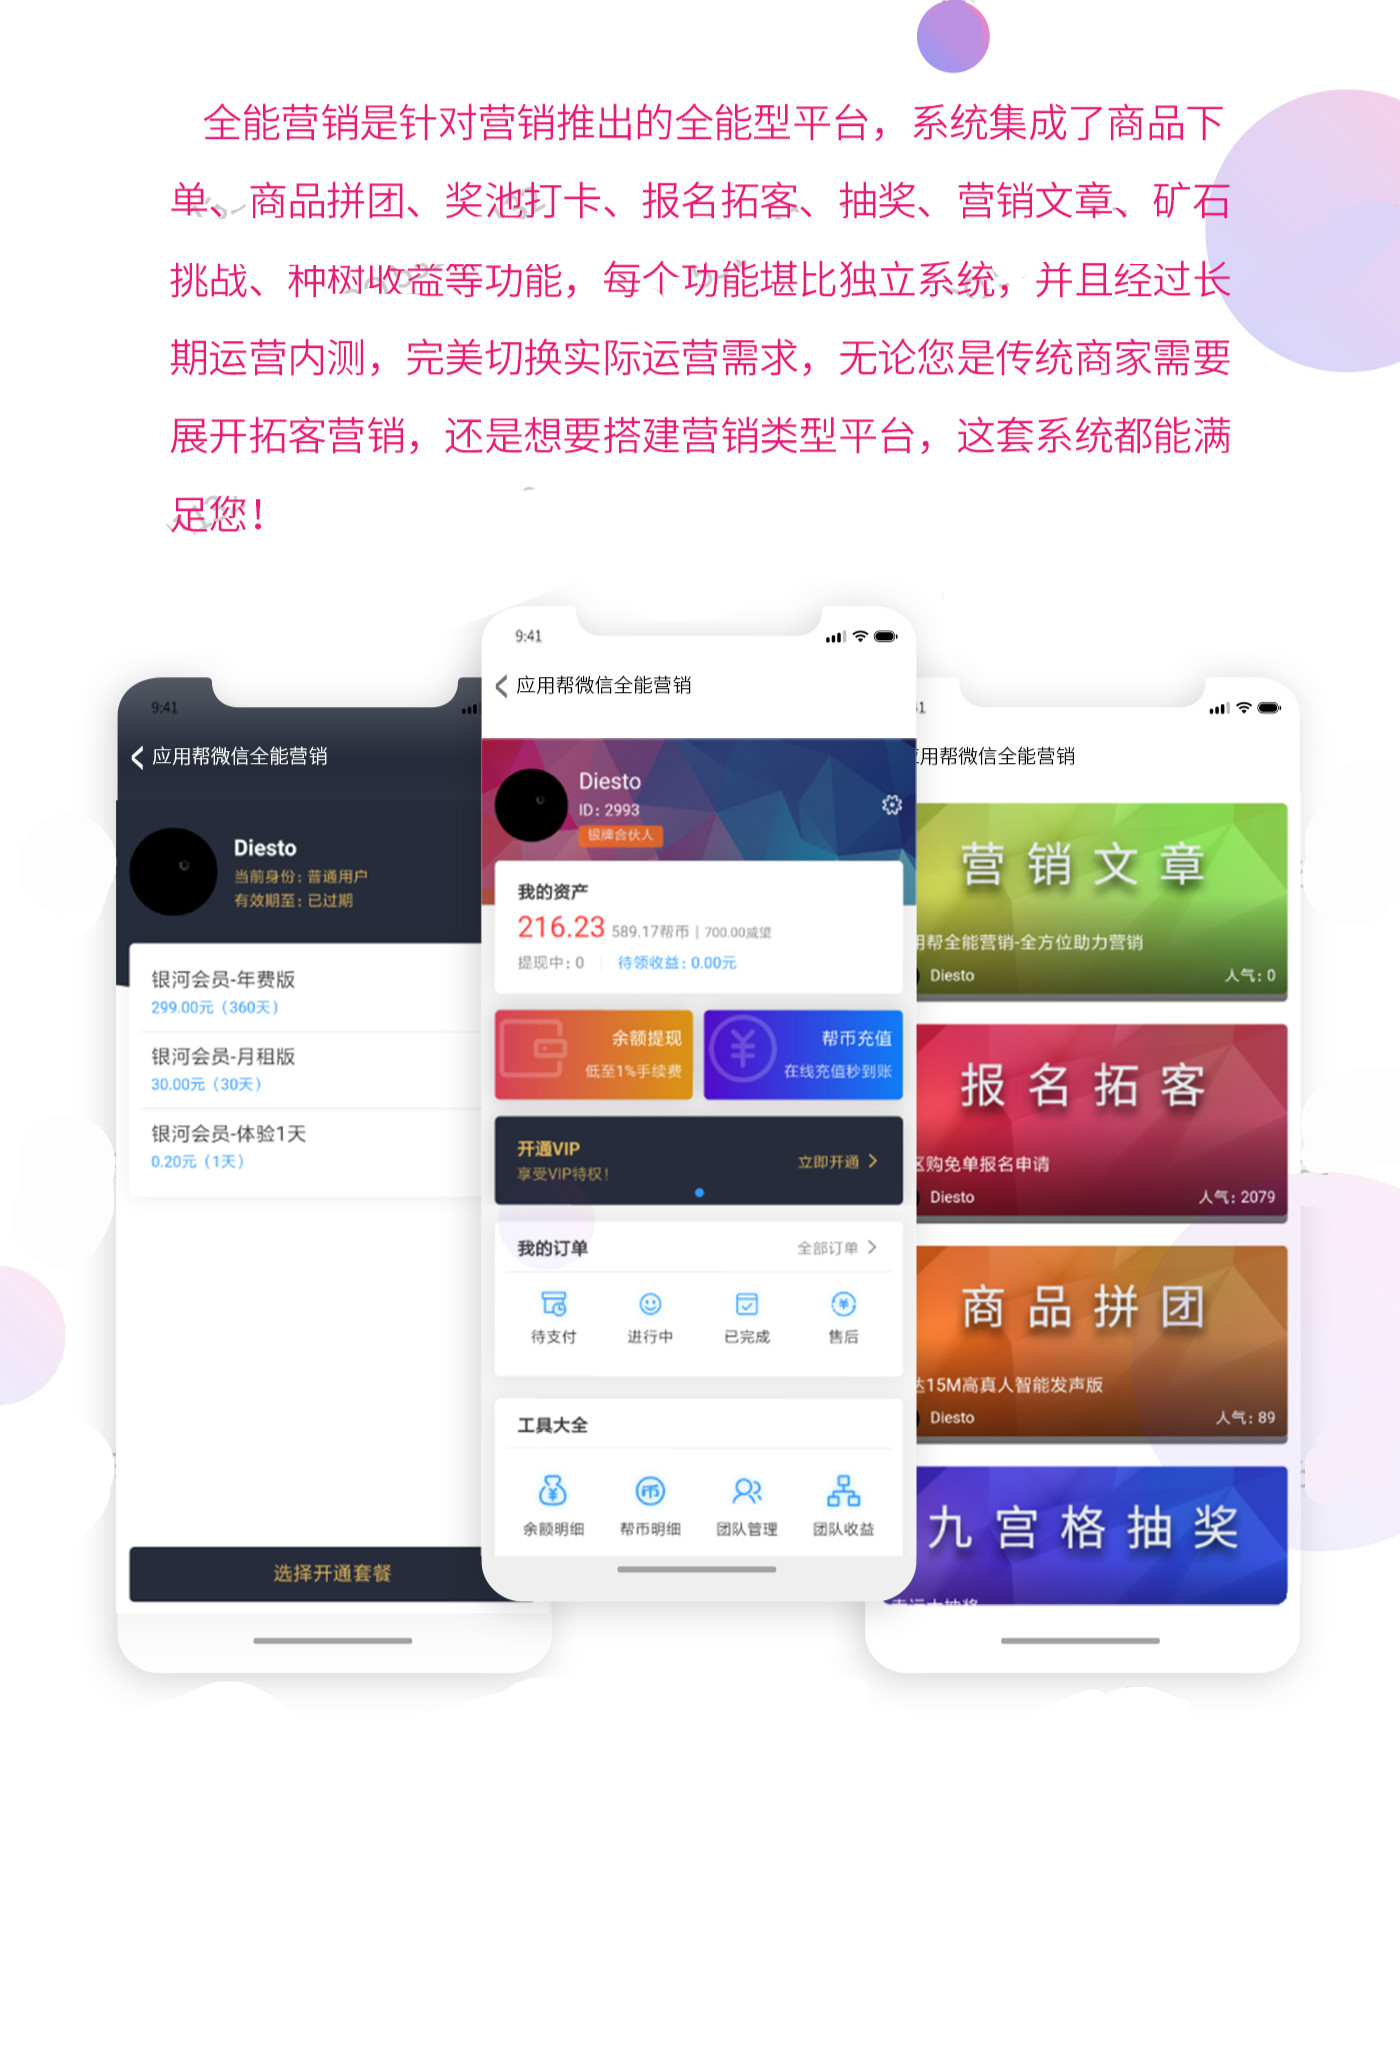 全能营销是针对营销推出的全能型平台，系统集成了商品下
单、商品拼团、奖池打卡、报名拓客、抽奖、营销文章、矿石
挑战、种树收益等功能，每个功能堪比独立系统，并且经过长
期运营内测，完美切换实际运营需求，无论您是传统商家需要
展开拓客营销，还是想要搭建营销类型平台，这套系统都能满
足您！
9:41
应用帮微信全能营销
Diesto
当前身份：普通用户
有效期至：已过期
银河会员-年费版
299.00元（360天）
银河会员-月租版
30.00元（30天）
银河会员-体验1天
0.20元（1天）
选择开通套餐
9:41
应用帮微信全能营销
Diesto
ID：2993
银牌合伙人
我的资产
216.23 589.17帮币 | 700.00威望
提现中：0 待领收益：0.00元
余额提现
低至1%手续费
帮币充值
在线充值秒到账
开通VIP
享受VIP特权！
立即开通
我的订单 全部订单
待支付 进行中 已完成 售后
工具大全
余额明细 帮币明细 团队管理 团队收益
用帮微信全能营销
营销文章
用帮全能营销-全方位助力营销
Diesto 人气：0
报名拓客
区购免单报名申请
Diesto 人气：2079
商品拼团
达15M高真人智能发声版
Diesto 人气：89
九宫格抽奖